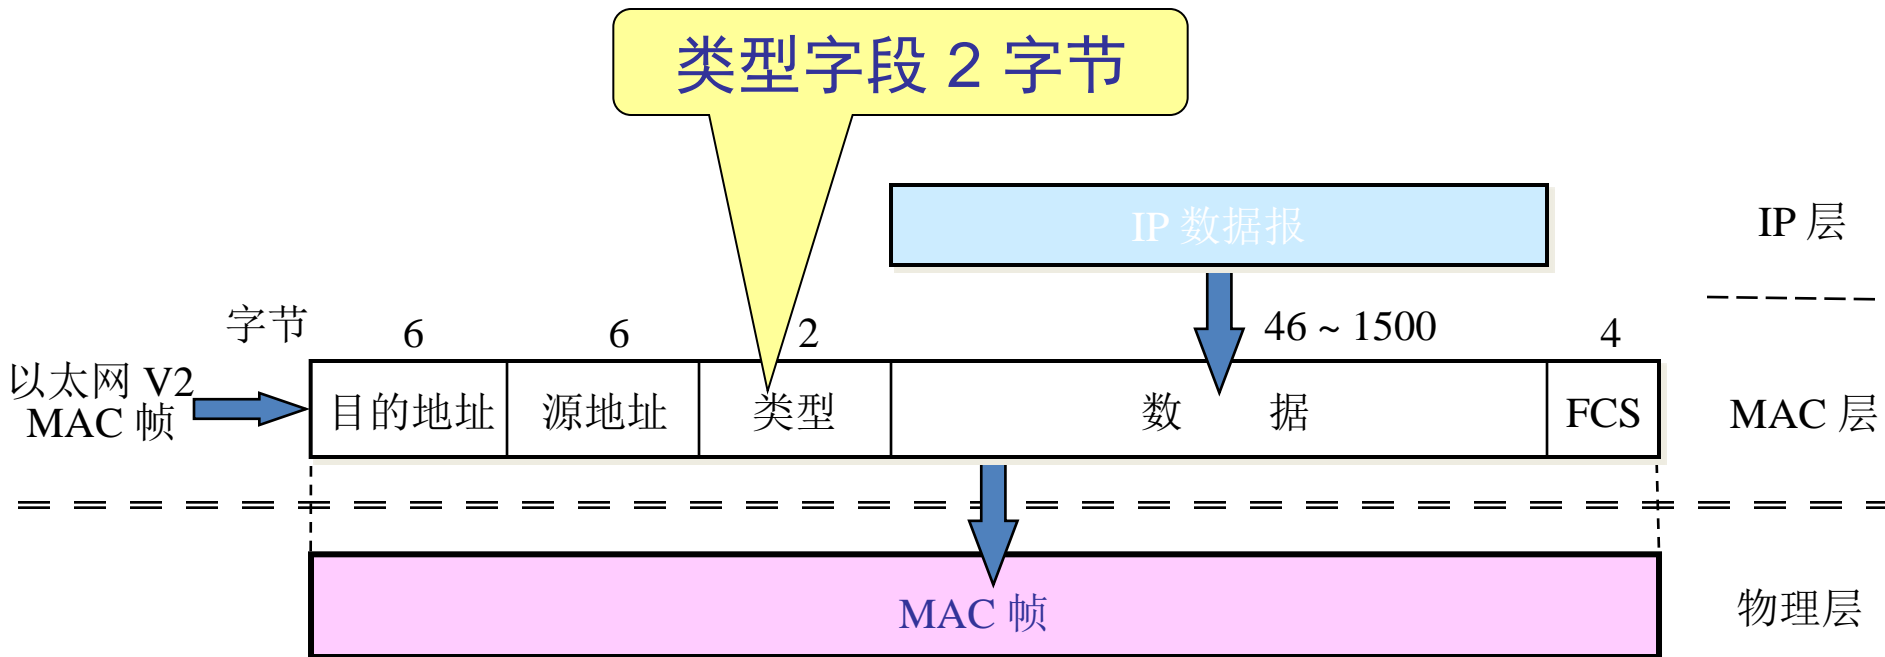 类型字段 2 字节
IP 数据报
IP 层
字节
6
6
2
46 ~ 1500
4
以太网 V2
MAC 帧
目的地址
源地址
类型
数 据
FCS
MAC 层
MAC 帧
物理层